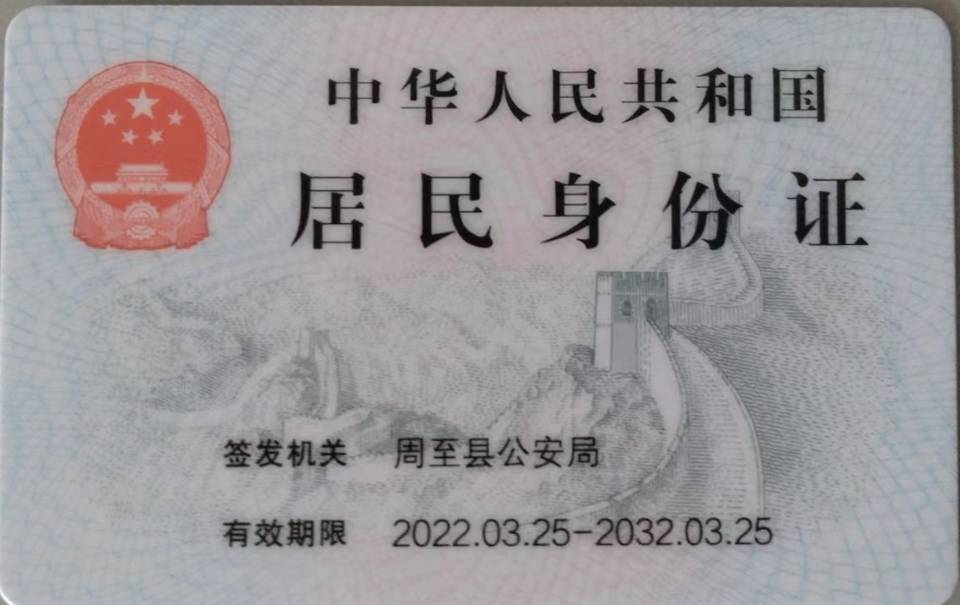 中华人民共和国
居民身份证
签发机关 周至县公安局
有效期限 2022.03.25-2032.03.25